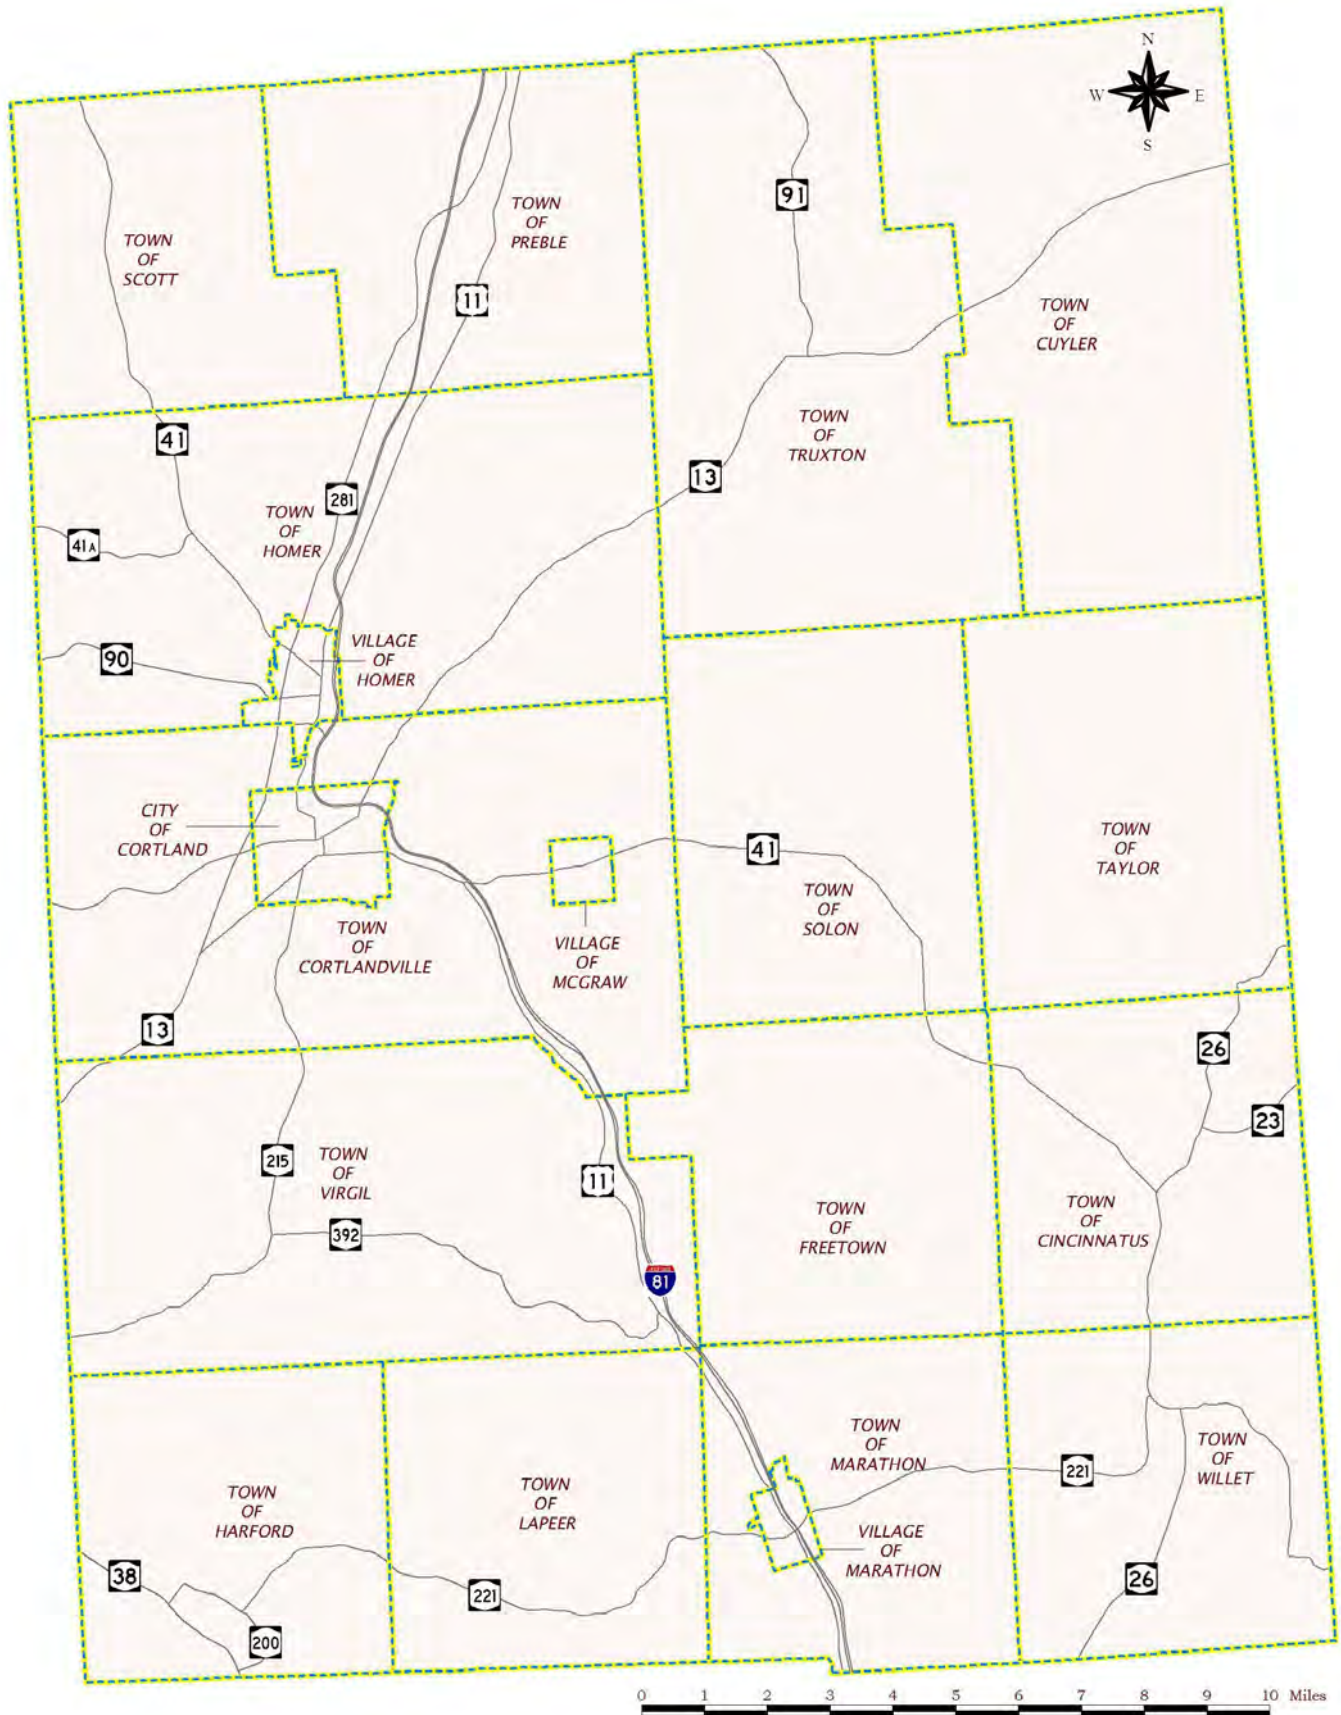 N
W E
S
91
TOWN
OF
PREBLE
TOWN
OF
SCOTT
11
TOWN
OF
CUYLER
TOWN
OF
TRUXTON
41
13
281
TOWN
OF
HOMER
41A
VILLAGE
OF
HOMER
90
CITY
OF
CORTLAND
41
TOWN
OF
TAYLOR
TOWN
OF
SOLON
TOWN
OF
CORTLANDVILLE
VILLAGE
OF
MCGRAW
13
26
23
215
TOWN
OF
VIRGIL
11
TOWN
OF
FREETOWN
TOWN
OF
CINCINNATUS
392
81
TOWN
OF
MARATHON
TOWN
OF
WILLET
221
TOWN
OF
LAPEER
TOWN
OF
HARFORD
VILLAGE
OF
MARATHON
38
221
26
200
0 1 2 3 4 5 6 7 8 9 10 Miles